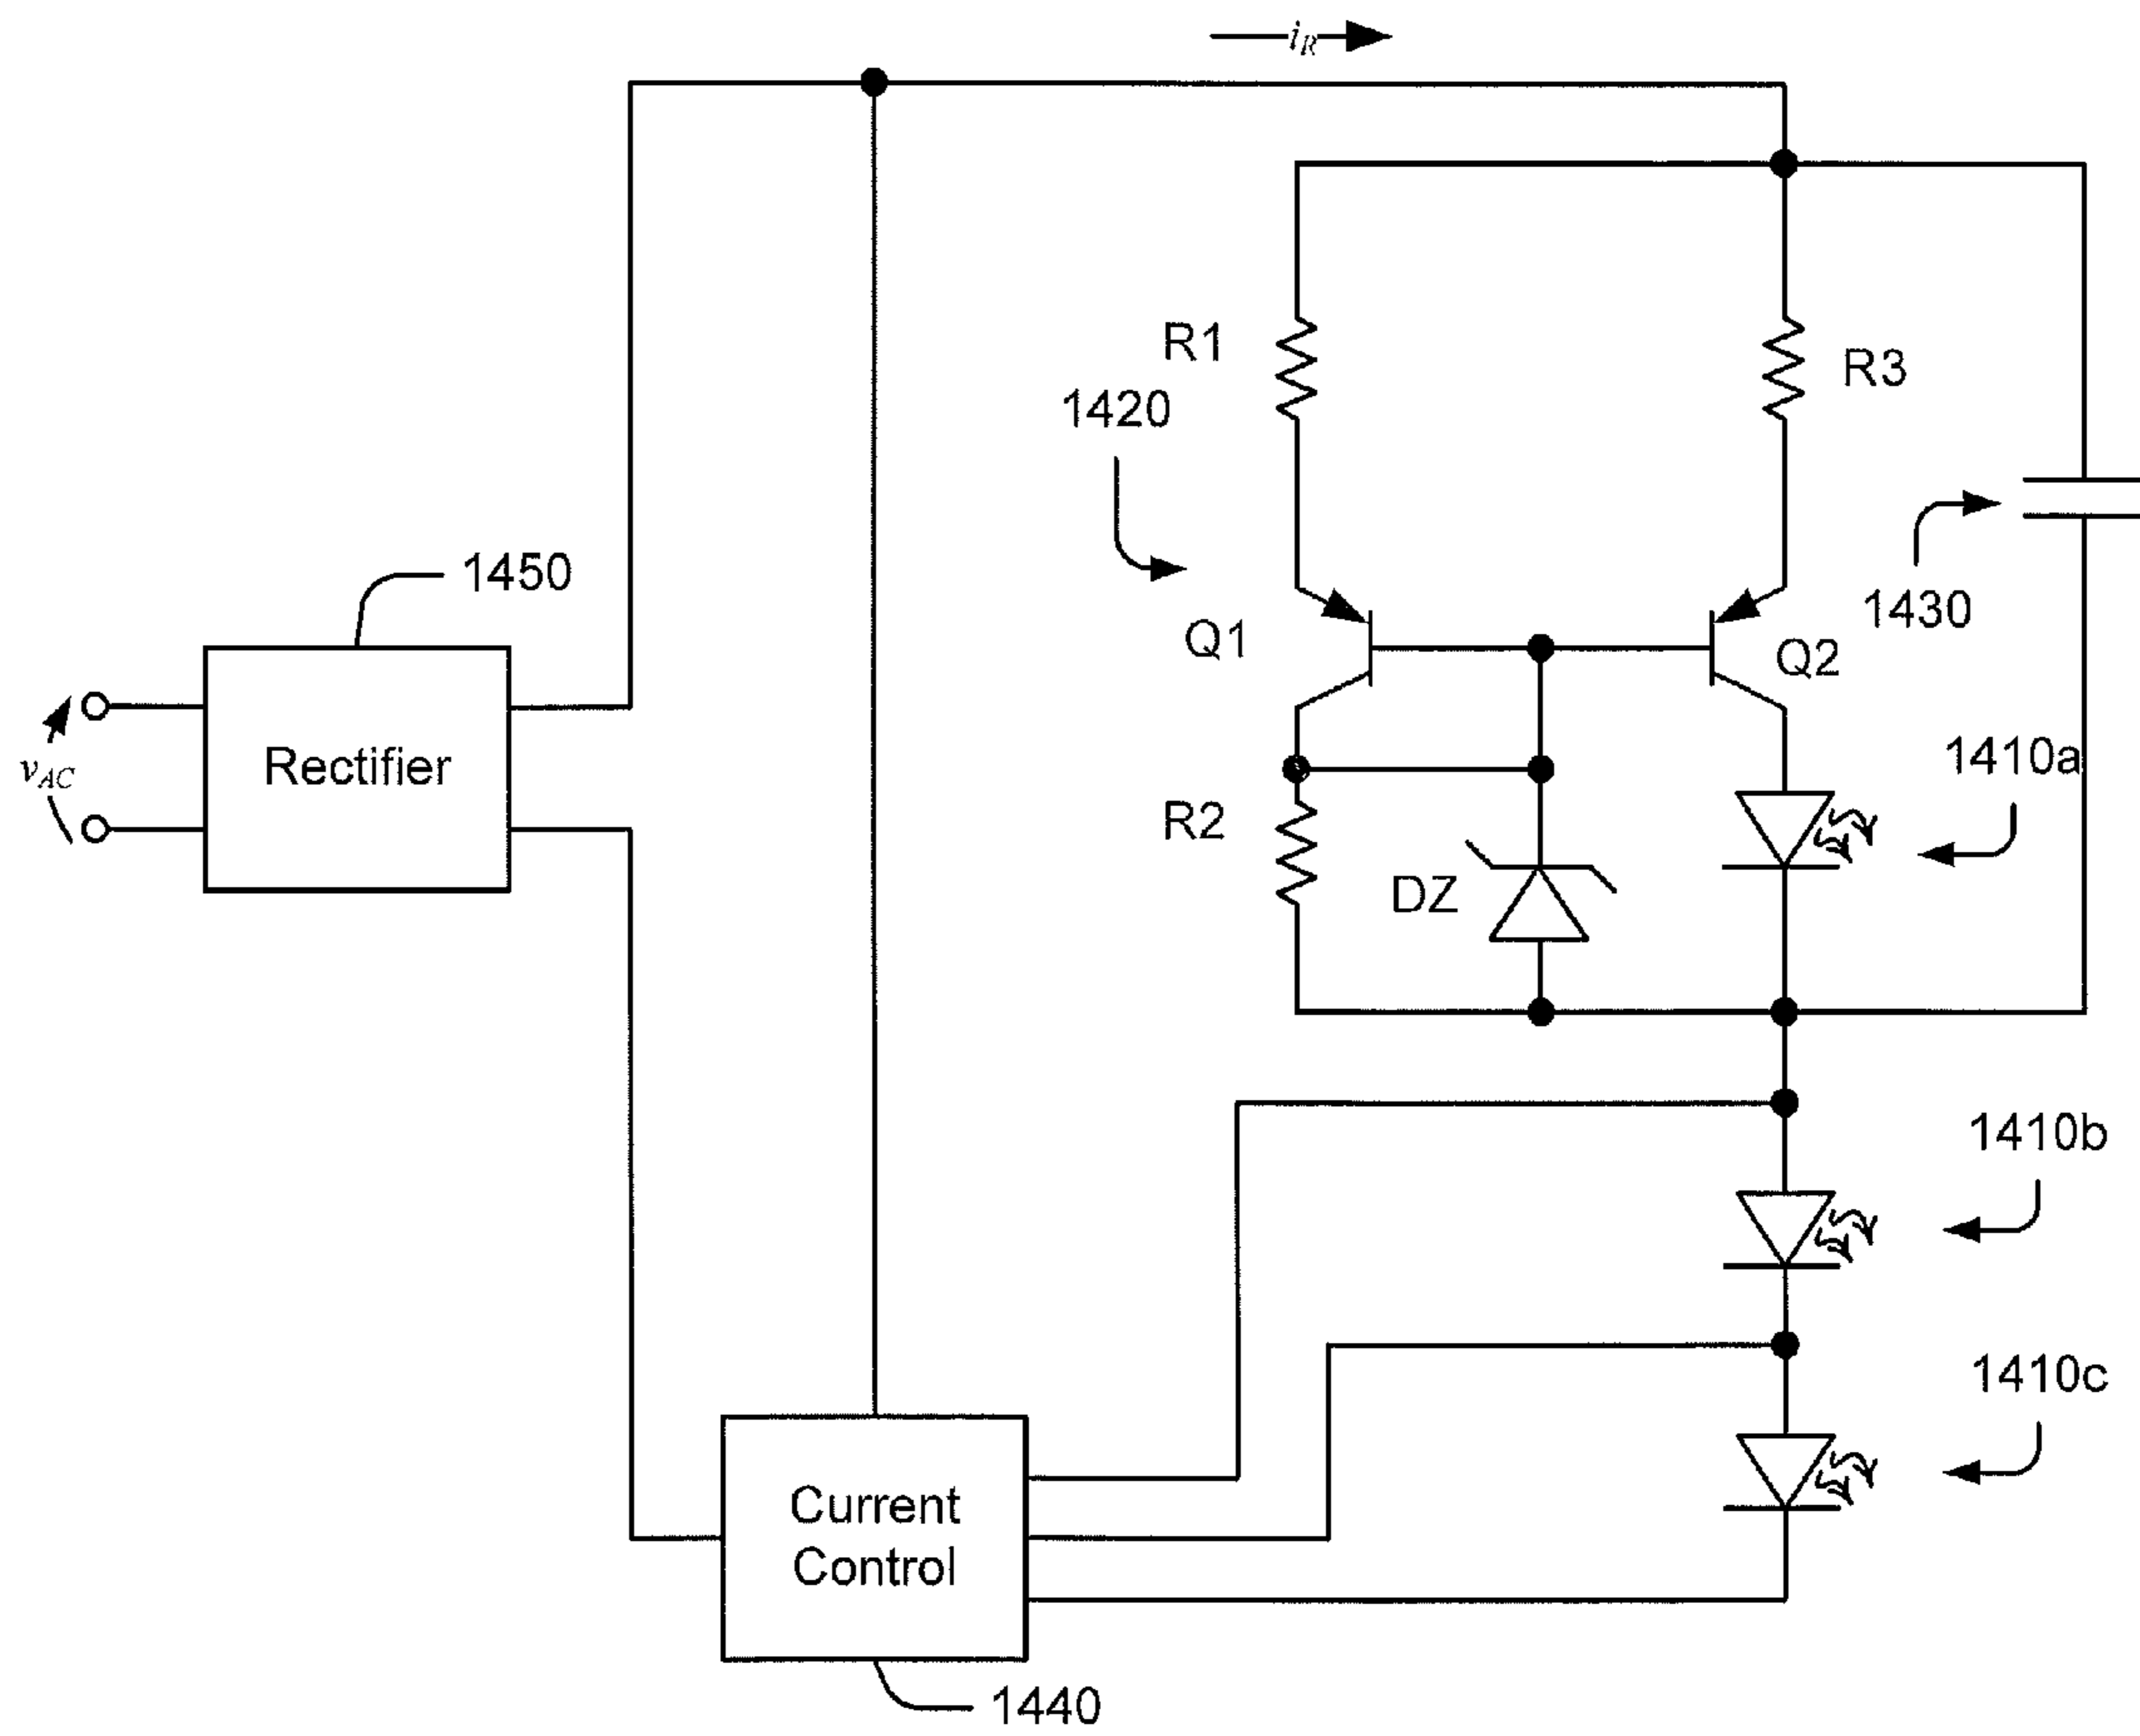 iR
R1
R3
1420
1450
1430
Q1
Q2
vAC
Rectifier
1410a
R2
DZ
1410b
1410c
Current
Control
1440